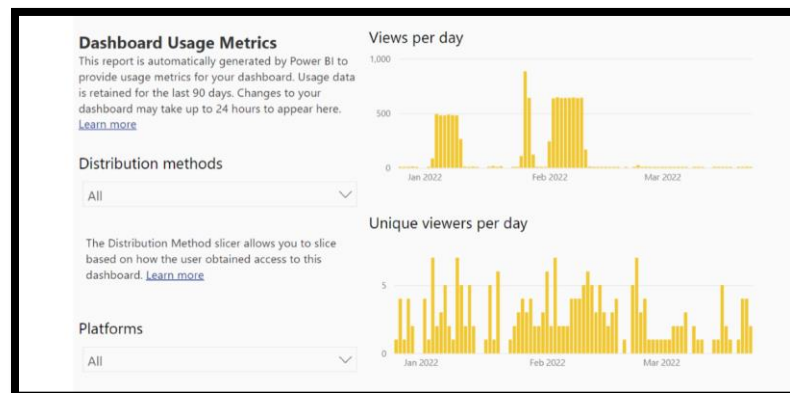 Dashboard Usage Metrics
This report is automatically generated by Power BI to
provide usage metrics for your dashboard. Usage data
is retained for the last 90 days. Changes to your
dashboard may take up to 24 hours to appear here.
Learn more
Distribution methods
All
The Distribution Method slicer allows you to slice
based on how the user obtained access to this
dashboard. Learn more
Platforms
All
Views per day
1,000
500
0
Jan 2022
Feb 2022
Mar 2022
Unique viewers per day
5
0
Jan 2022
Feb 2022
Mar 2022